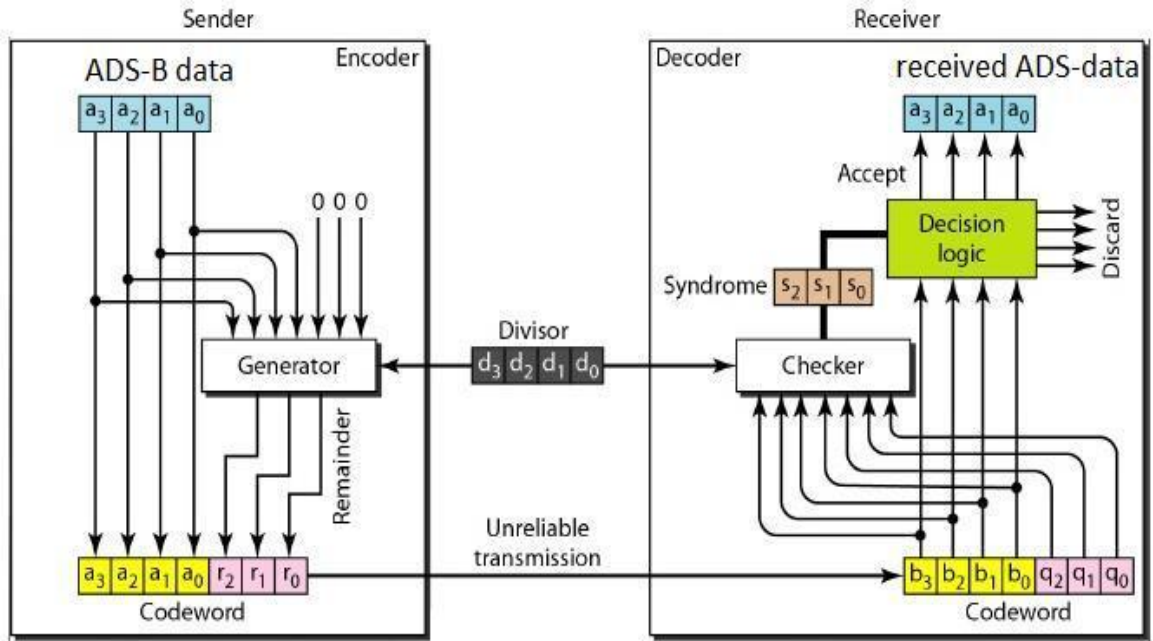 Sender
Encoder
ADS-B data
a3 a2 a1 a0
0 0 0
Generator
Remainder
a3 a2 a1 a0 r2 r1 r0
Codeword
Divisor
d3 d2 d1 d0
Unreliable
transmission
Receiver
Decoder
received ADS-data
a3 a2 a1 a0
Accept
Decision
logic
Discard
Syndrome
s2 s1 s0
Checker
b3 b2 b1 b0 q2 q1 q0
Codeword